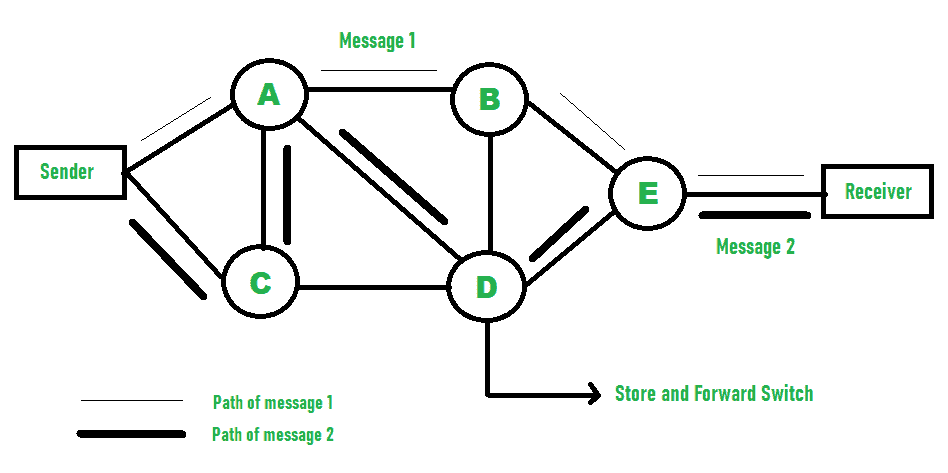 Message 1
A
B
Sender
E
Receiver
Message 2
C
D
Store and Forward Switch
Path of message 1
Path of message 2